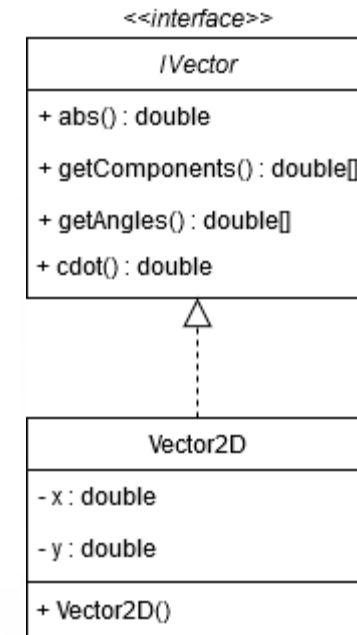 <<interface>>
IVector
+ abs() : double
+ getComponents() : double[]
+ getAngles() : double[]
+ cdot() : double
Vector2D
- x : double
- y : double
+ Vector2D()